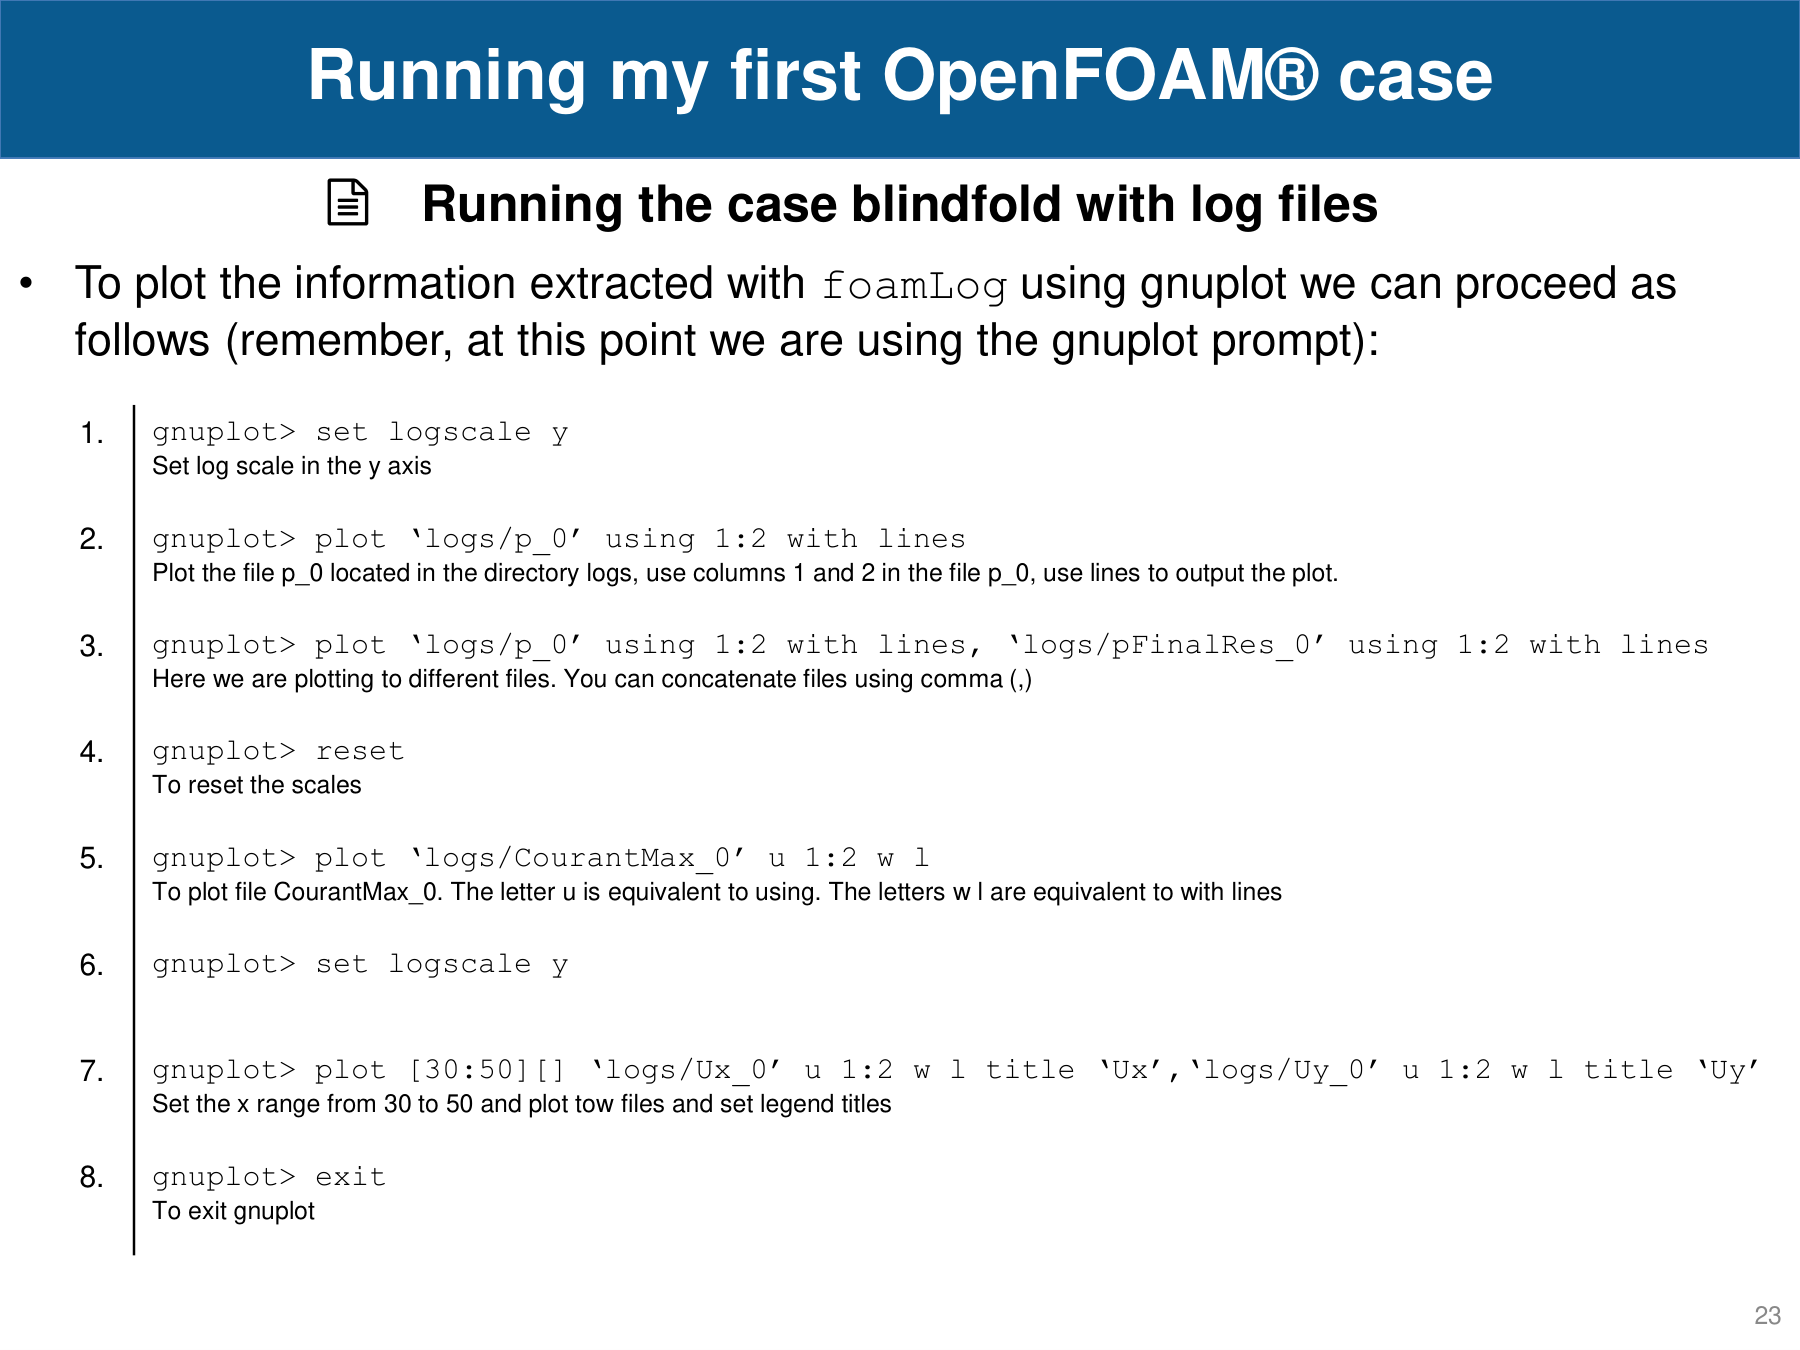 Running my first OpenFOAM® case
Running the case blindfold with log files
• To plot the information extracted with foamLog using gnuplot we can proceed as
follows (remember, at this point we are using the gnuplot prompt):
1. gnuplot> set logscale y
Set log scale in the y axis
2. gnuplot> plot ‘logs/p_0’ using 1:2 with lines
Plot the file p_0 located in the directory logs, use columns 1 and 2 in the file p_0, use lines to output the plot.
3. gnuplot> plot ‘logs/p_0’ using 1:2 with lines, ‘logs/pFinalRes_0’ using 1:2 with lines
Here we are plotting to different files. You can concatenate files using comma (,)
4. gnuplot> reset
To reset the scales
5. gnuplot> plot ‘logs/CourantMax_0’ u 1:2 w l
To plot file CourantMax_0. The letter u is equivalent to using. The letters w l are equivalent to with lines
6. gnuplot> set logscale y
7. gnuplot> plot [30:50][] ‘logs/Ux_0’ u 1:2 w l title ‘Ux’,‘logs/Uy_0’ u 1:2 w l title ‘Uy’
Set the x range from 30 to 50 and plot tow files and set legend titles
8. gnuplot> exit
To exit gnuplot
23